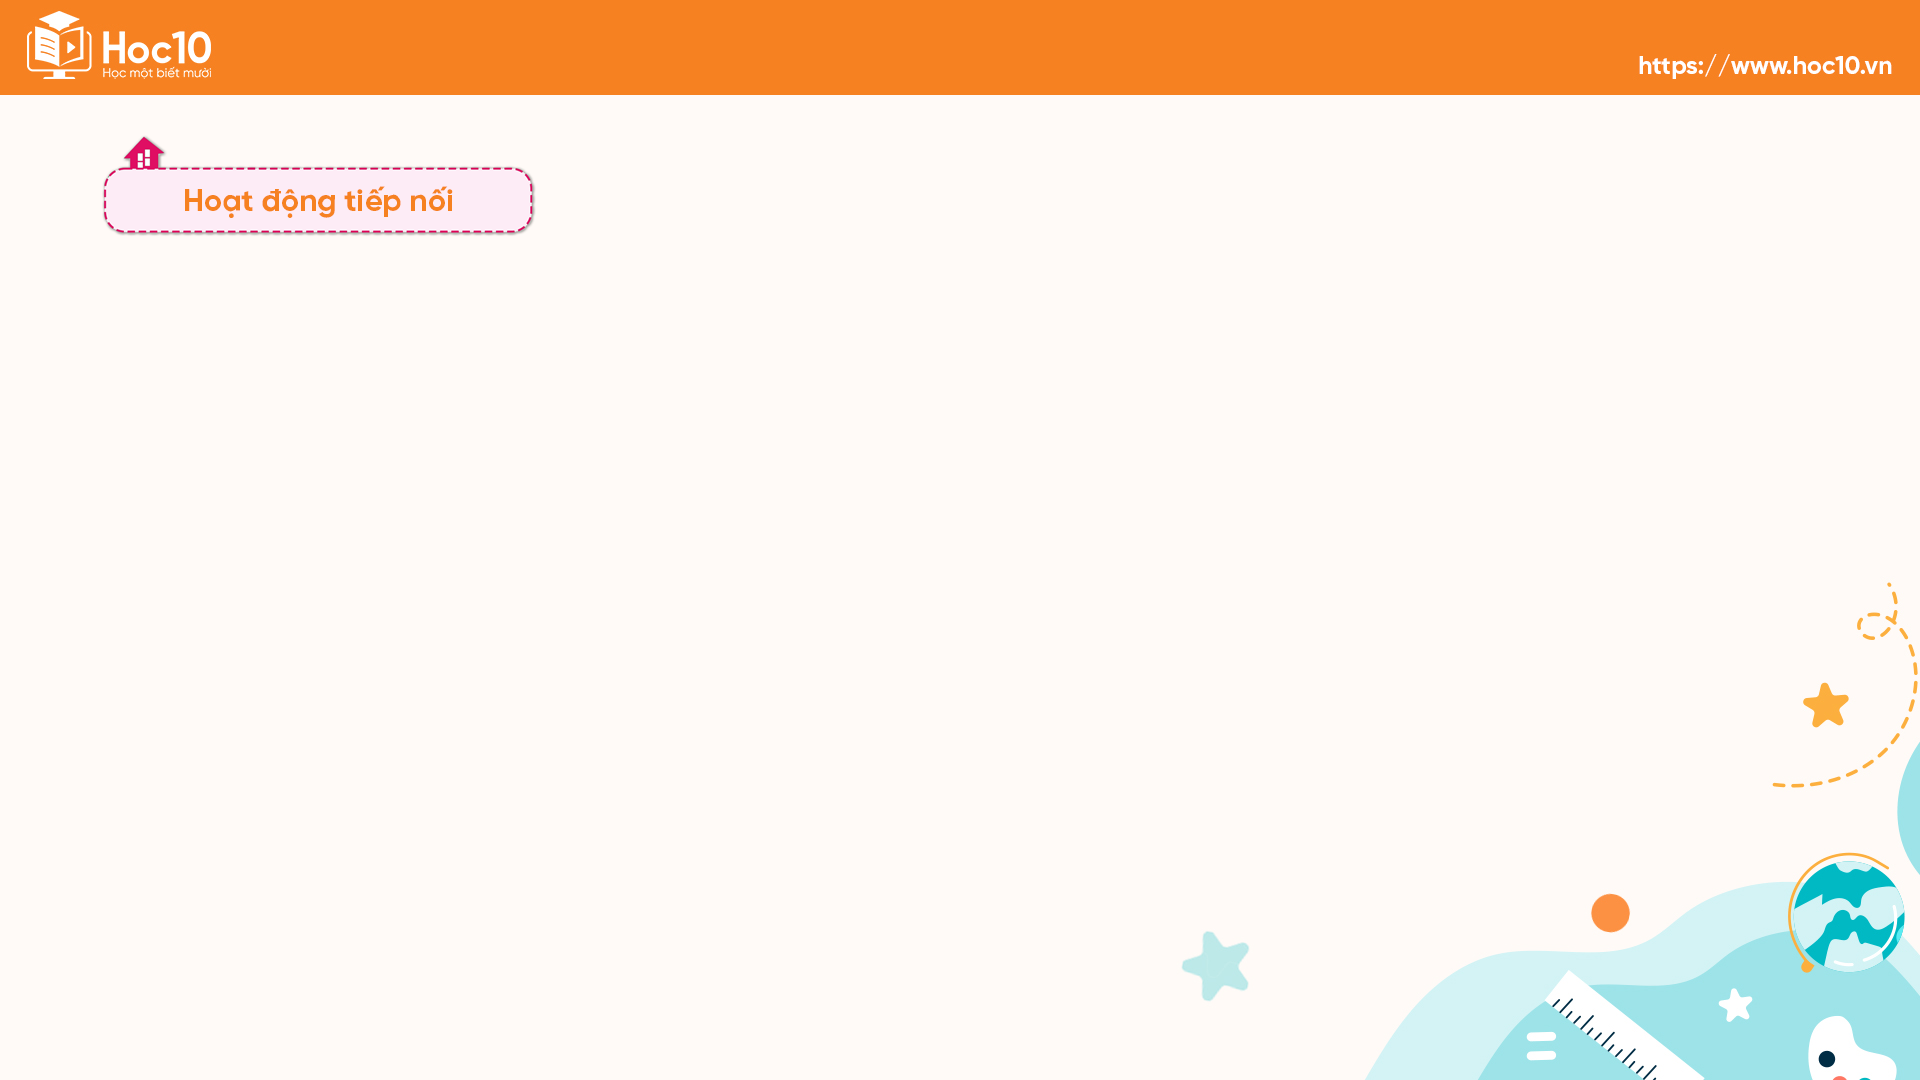 Hoc10
Học một biết mười
https://www.hoc10.vn
Hoạt động tiếp nối